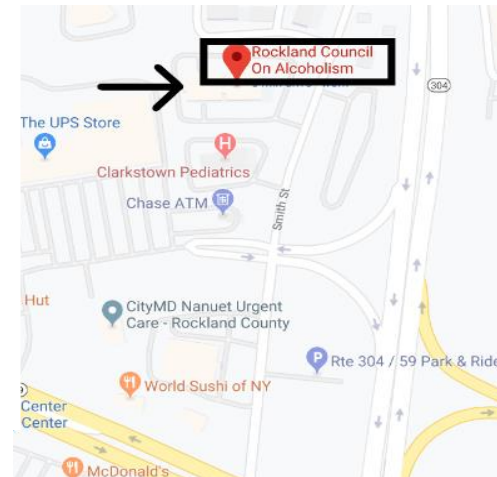 Rockland Council
On Alcoholism
304
The UPS Store
H
Clarkstown Pediatrics
Chase ATM
Smith St
Hut
CityMD Nanuet Urgent
Care - Rockland County
P
Rte 304 / 59 Park & Ride
World Sushi of NY
Center
Center
McDonald's